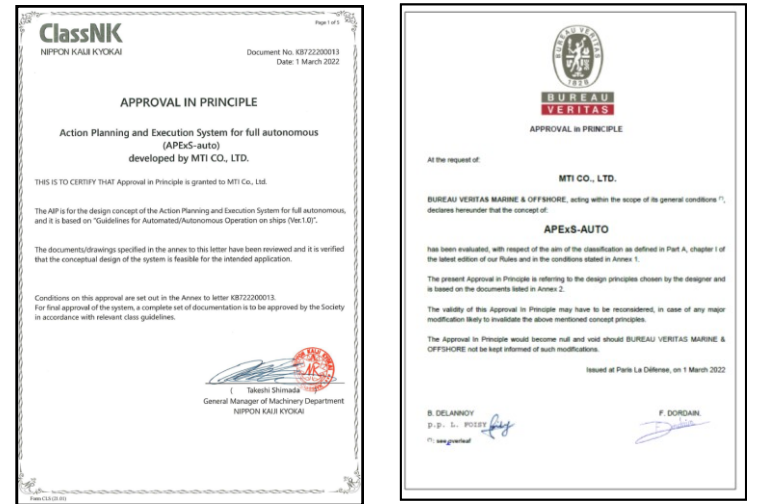 Page 1 of 5
ClassNK
NIPPON KAIJI KYOKAI
Document No. KB722200013
Date: 1 March 2022
APPROVAL IN PRINCIPLE
Action Planning and Execution System for full autonomous
(APExS-auto)
developed by MTI CO., LTD.
THIS IS TO CERTIFY THAT Approval in Principle is granted to MTI Co., Ltd.
The AIP is for the design concept of the Action Planning and Execution System for full autonomous,
and it is based on "Guidelines for Automated/Autonomous Operation on ships (Ver.1.0)".
The documents/drawings specified in the annex to this letter have been reviewed and it is verified
that the conceptual design of the system is feasible for the intended application.
Conditions on this approval are set out in the Annex to letter KB722200013.
For final approval of the system, a complete set of documentation is to be approved by the Society
in accordance with relevant class guidelines.
( Takeshi Shimada
General Manager of Machinery Department
NIPPON KAIJI KYOKAI
BUREAU VERITAS
1828
BUREAU
VERITAS
APPROVAL in PRINCIPLE
At the request of:
MTI CO., LTD.
BUREAU VERITAS MARINE & OFFSHORE, acting within the scope of its general conditions (*),
declares hereunder that the concept of:
APExS-AUTO
has been evaluated, with respect of the aim of the classification as defined in Part A, chapter I of
the latest edition of our Rules and in the conditions stated in Annex 1.
The present Approval in Principle is referring to the design principles chosen by the designer and
is based on the documents listed in Annex 2.
The validity of this Approval In Principle may have to be reconsidered, in case of any major
modification likely to invalidate the above mentioned concept principles.
The Approval In Principle would become null and void should BUREAU VERITAS MARINE &
OFFSHORE not be kept informed of such modifications.
Issued at Paris La Défense, on 1 March 2022
B. DELANNOY
F. DORDAIN.
p.p. L. FOISY
(*): see overleaf